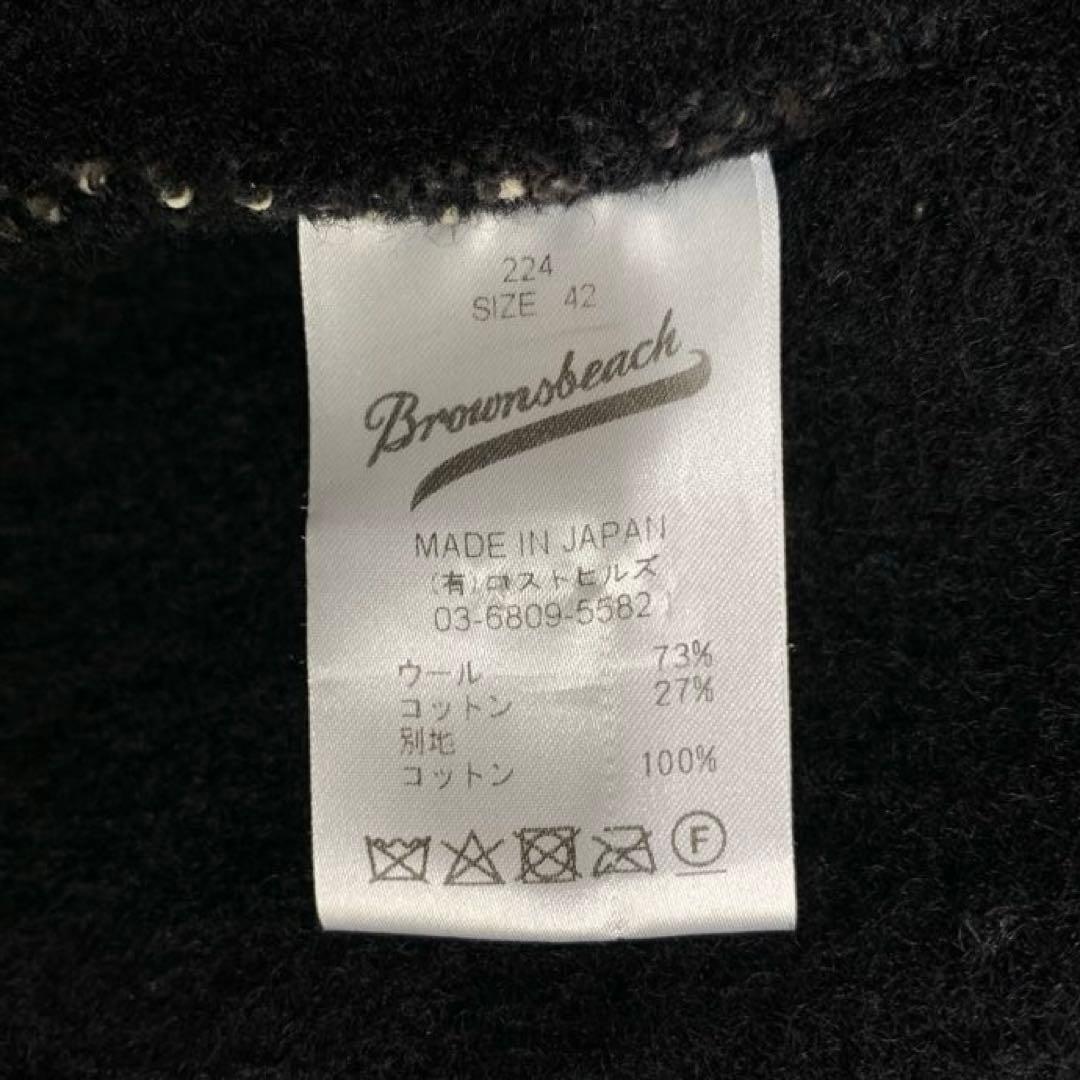 224
SIZE 42
Brownsbeach
MADE IN JAPAN
(有)ロストヒルズ
03-6809-5582
ウール 73%
コットン 27%
別地
コットン 100%
F